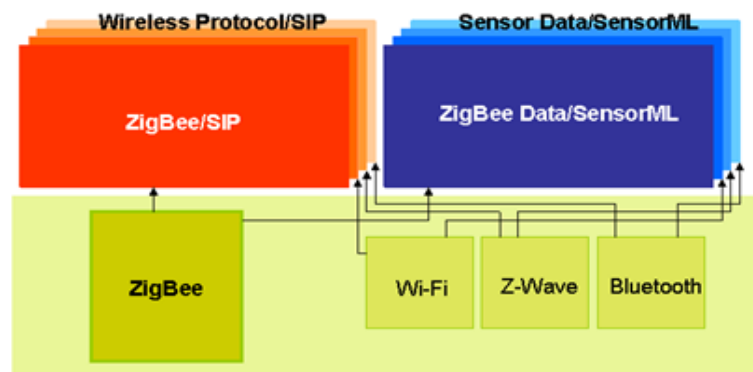 Wireless Protocol/SIP
Sensor Data/SensorML
ZigBee/SIP
ZigBee Data/SensorML
ZigBee
Wi-Fi
Z-Wave
Bluetooth